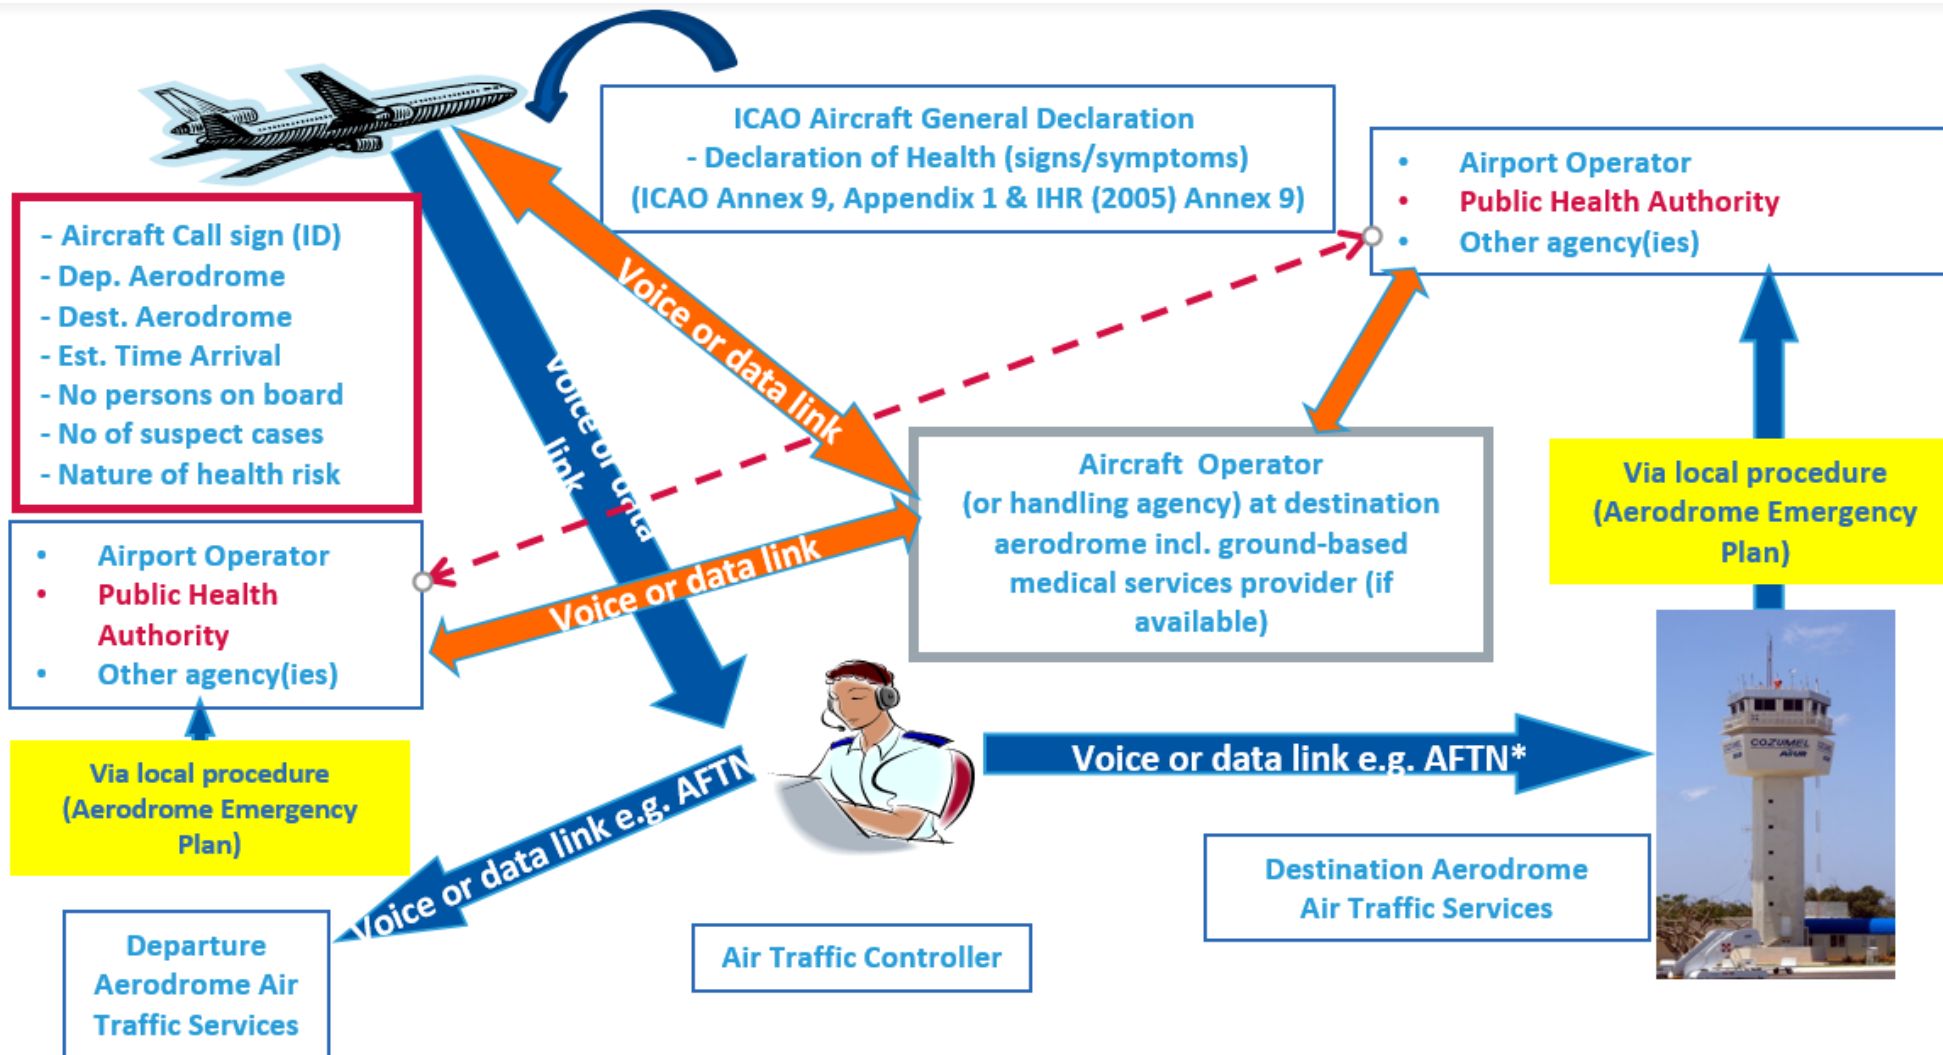 ICAO Aircraft General Declaration
- Declaration of Health (signs/symptoms)
(ICAO Annex 9, Appendix 1 & IHR (2005) Annex 9)
• Airport Operator
• Public Health Authority
• Other agency(ies)
- Aircraft Call sign (ID)
- Dep. Aerodrome
- Dest. Aerodrome
- Est. Time Arrival
- No persons on board
- No of suspect cases
- Nature of health risk
Voice or data link
Voice or data
link
Aircraft Operator
(or handling agency) at destination
aerodrome incl. ground-based
medical services provider (if
available)
Via local procedure
(Aerodrome Emergency
Plan)
• Airport Operator
• Public Health
Authority
• Other agency(ies)
Voice or data link
Via local procedure
(Aerodrome Emergency
Plan)
Voice or data link e.g. AFTN
Voice or data link e.g. AFTN*
COZUMEL
Destination Aerodrome
Air Traffic Services
Departure
Aerodrome Air
Traffic Services
Air Traffic Controller